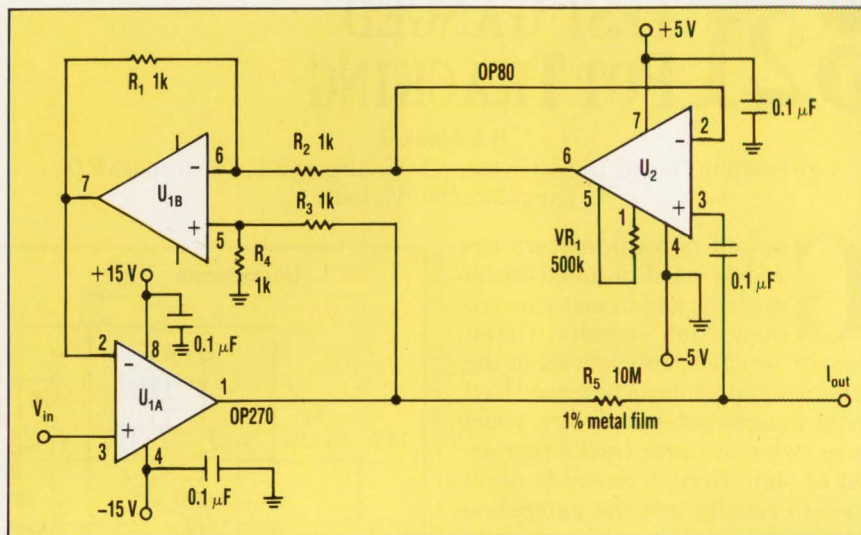 +5 V
R1 1k
OP80
0.1 µF
7
2
−
6
R2 1k
6
−
7
U1B
R3 1k
U2
5
1
3
+
5
+
R4
1k
VR1
500k
4
0.1 µF
+15 V
8
0.1 µF
2
−
−5 V
Vin
U1A
1
OP270
R5 10M
1% metal film
Iout
3
+
4
0.1 µF
−15 V